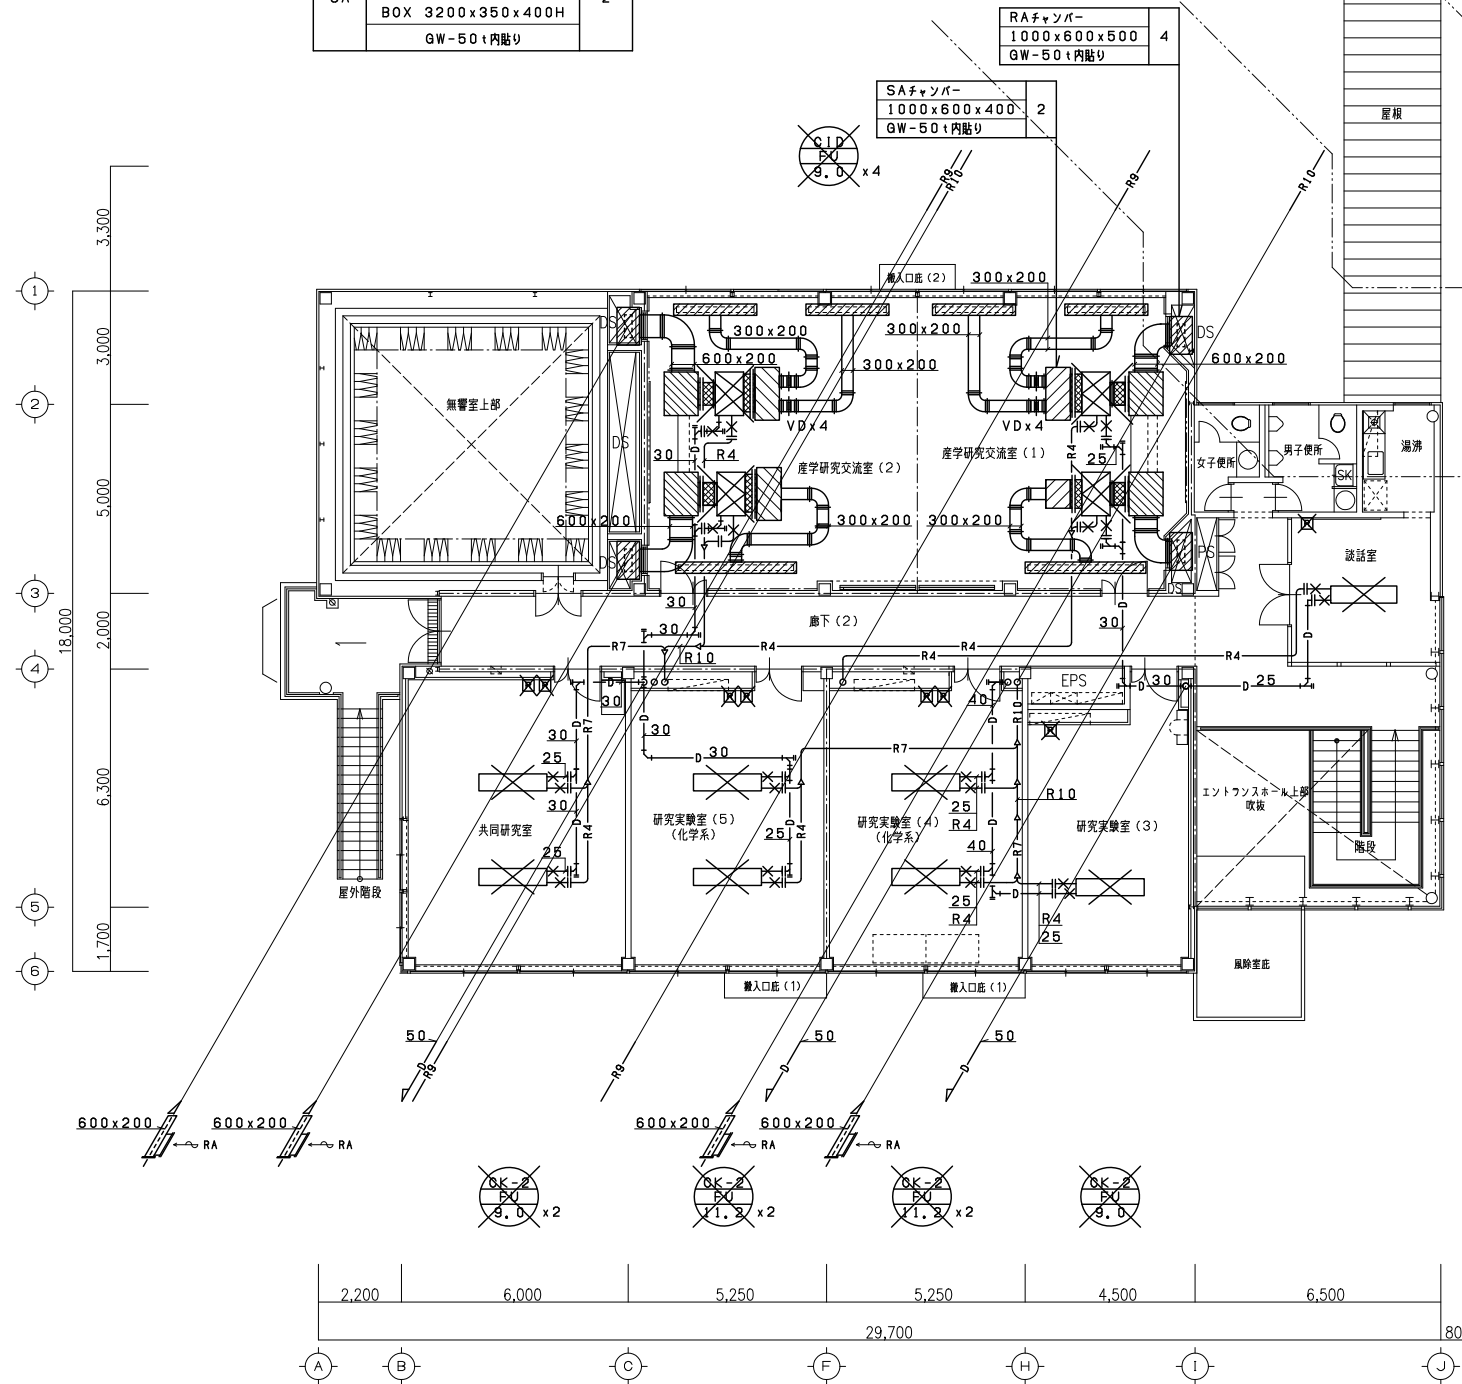 BOX 3200x350x400H
GW-50t内貼り
RAチャンバー
1000x600x500
4
GW-50t内貼り
SAチャンバー
1000x600x400
2
GW-50t内貼り
屋根
CID
FU
9.0
x4
R9
R10
R9
R10
3,300
3,000
5,000
18,000
2,000
6,300
1,700
1
2
3
4
5
6
搬入口庇(2)
300x200
DS
300x200
300x200
DS
600x200
300x200
300x200
600x200
無響室上部
VDx4
VDx4
DS
D
30
R4
産学研究交流室(2)
産学研究交流室(1)
R4
25
女子便所
男子便所
SK
湯沸
600x200
300x200
300x200
DS
PS
談話室
DS
30
廊下(2)
D
30
30
D
R7
R4
R4
R10
R4
R4
EPS
D
30
D
25
D
30
D
R7
D
30
40
D
R10
30
25
D
30
R7
30
D
R4
25
D
R4
25
R4
D
R10
共同研究室
研究実験室(5)
(化学系)
研究実験室(4)
(化学系)
研究実験室(3)
エントランスホール上部
吹抜
階段
25
40
R7
25
R4
D
R4
25
屋外階段
搬入口庇(1)
搬入口庇(1)
風除室庇
50
D
R9
R9
50
D
50
D
600x200
RA
600x200
RA
600x200
RA
600x200
RA
CK-2
FU
9.0
x2
CK-2
FU
11.2
x2
CK-2
FU
11.2
x2
CK-2
FU
9.0
2,200
6,000
5,250
5,250
4,500
6,500
29,700
80
A
B
C
F
H
I
J